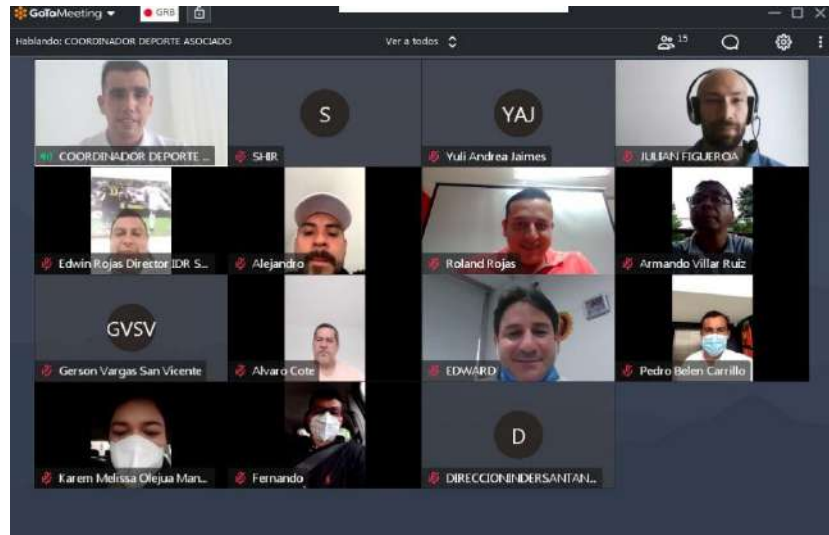 GoToMeeting
GRB
Hablando: COORDINADOR DEPORTE ASOCIADO
Ver a todos
15
COORDINADOR DEPORTE ...
S
SHIR
YAJ
Yuli Andrea Jaimes
JULIAN FIGUEROA
Edwin Rojas Director IDR S...
Alejandro
Roland Rojas
Armando Villar Ruiz
GVSV
Gerson Vargas San Vicente
Alvaro Cote
EDWARD
Pedro Belen Carrillo
Karem Melissa Olejua Man...
Fernando
D
DIRECCIONINDERSANTAN...